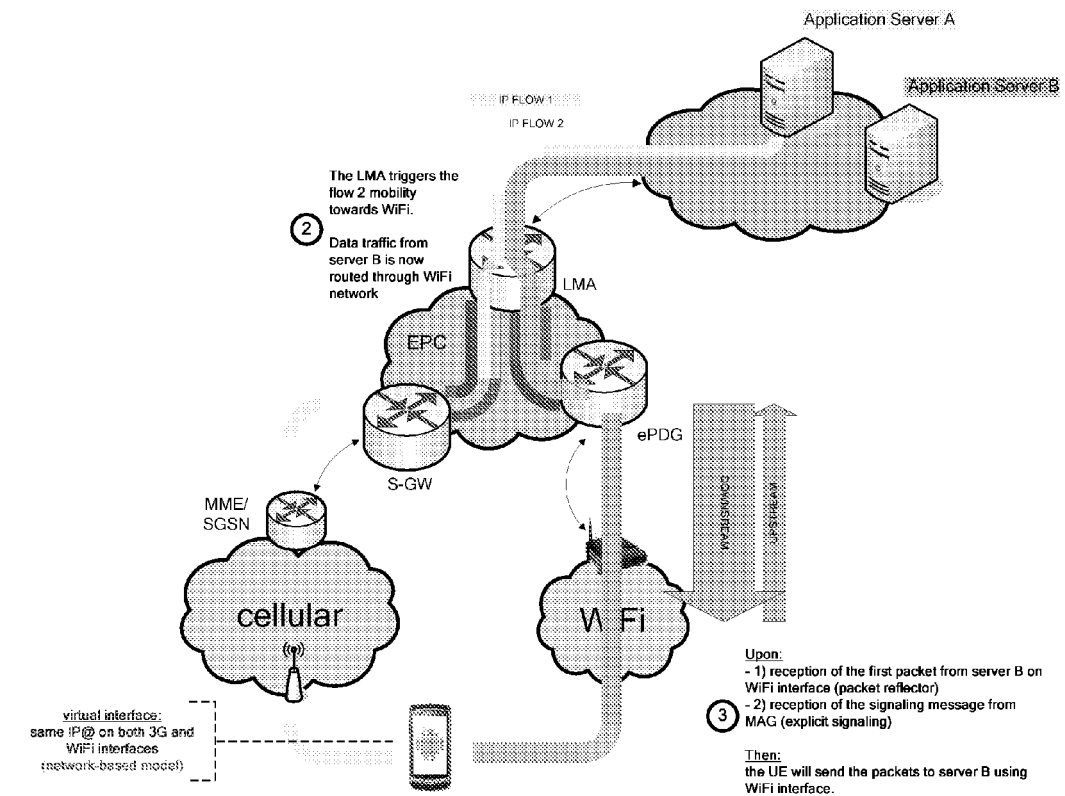 Application Server A
Application Server B
IP FLOW 1
IP FLOW 2
The LMA triggers the
flow 2 mobility
towards WiFi.
2
Data traffic from
server B is now
routed through WiFi
network
LMA
EPC
ePDG
S-GW
MME/
SGSN
DOWNSTREAM
UPSTREAM
cellular
WiFi
Upon:
- 1) reception of the first packet from server B on
WiFi interface (packet reflector)
- 2) reception of the signaling message from
MAG (explicit signaling)
3
Then:
the UE will send the packets to server B using
WiFi interface.
virtual interface:
same IP@ on both 3G and
WiFi interfaces
(network-based model)